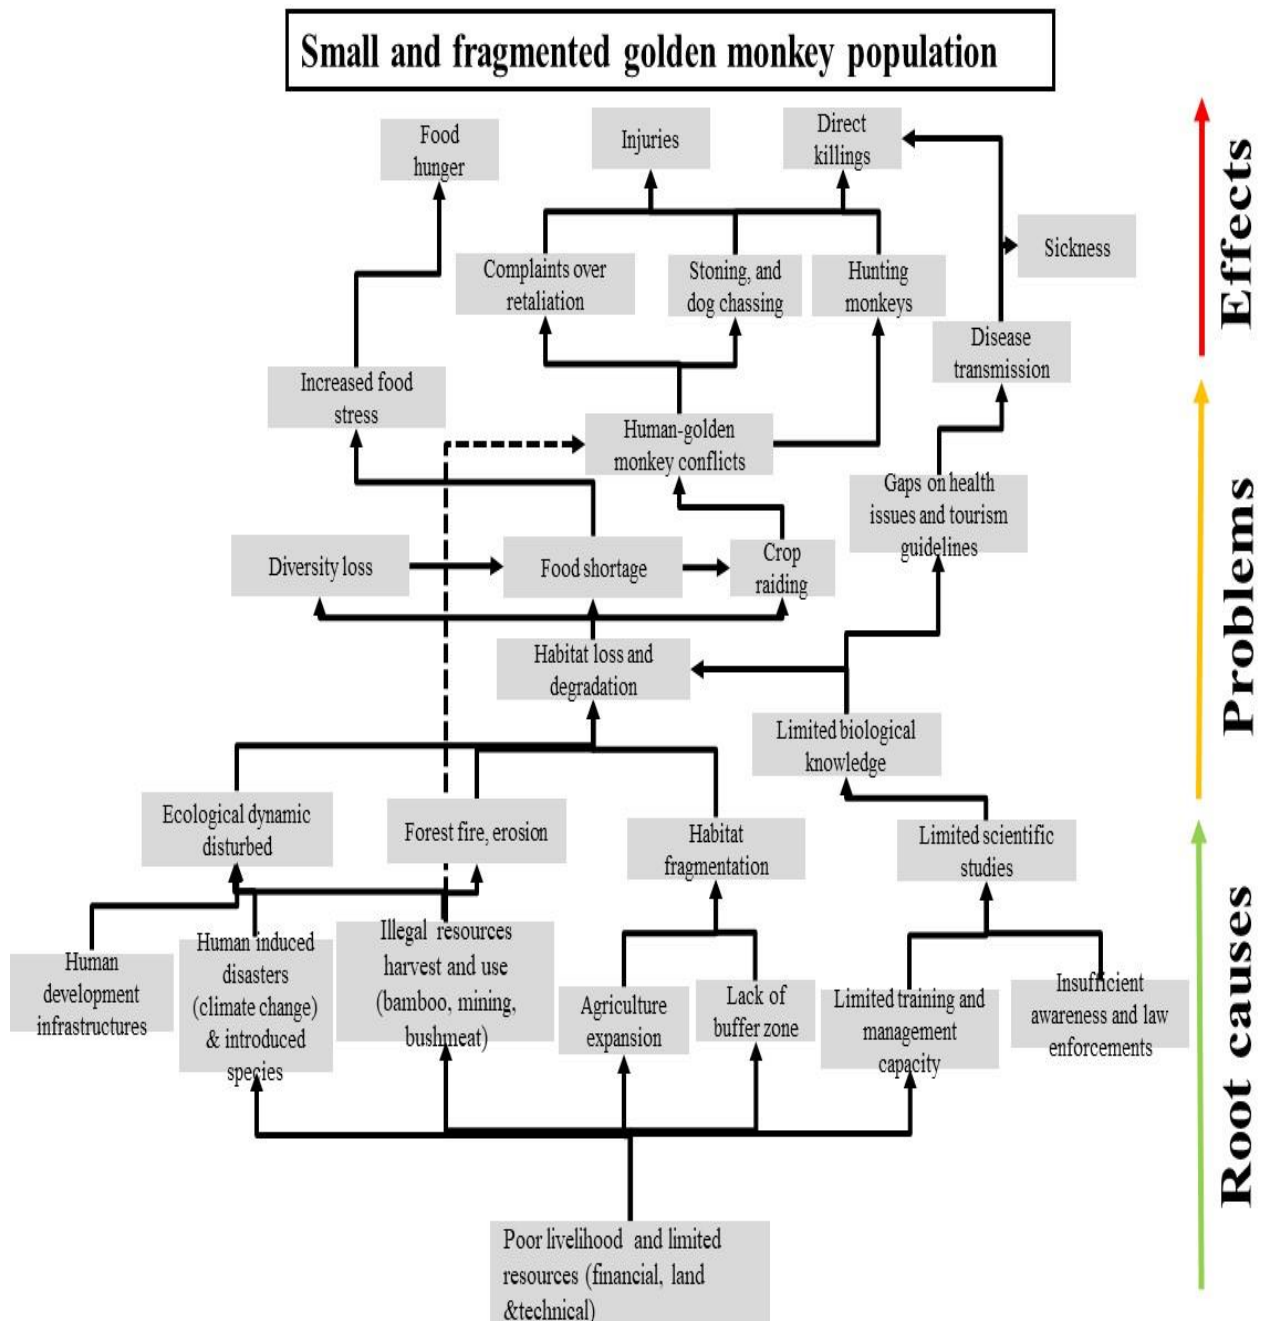 Small and fragmented golden monkey population
Food
hunger
Injuries
Direct
killings
Sickness
Complaints over
retaliation
Stoning, and
dog chassing
Hunting
monkeys
Disease
transmission
Increased food
stress
Human-golden
monkey conflicts
Gaps on health
issues and tourism
guidelines
Diversity loss
Food shortage
Crop
raiding
Habitat loss and
degradation
Limited biological
knowledge
Ecological dynamic
disturbed
Forest fire, erosion
Habitat
fragmentation
Limited scientific
studies
Human
development
infrastructures
Human induced
disasters
(climate change)
& introduced
species
Illegal resources
harvest and use
(bamboo, mining,
bushmeat)
Agriculture
expansion
Lack of
buffer zone
Limited training and
management
capacity
Insufficient
awareness and law
enforcements
Poor livelihood and limited
resources (financial, land
&technical)
Effects
Problems
Root causes